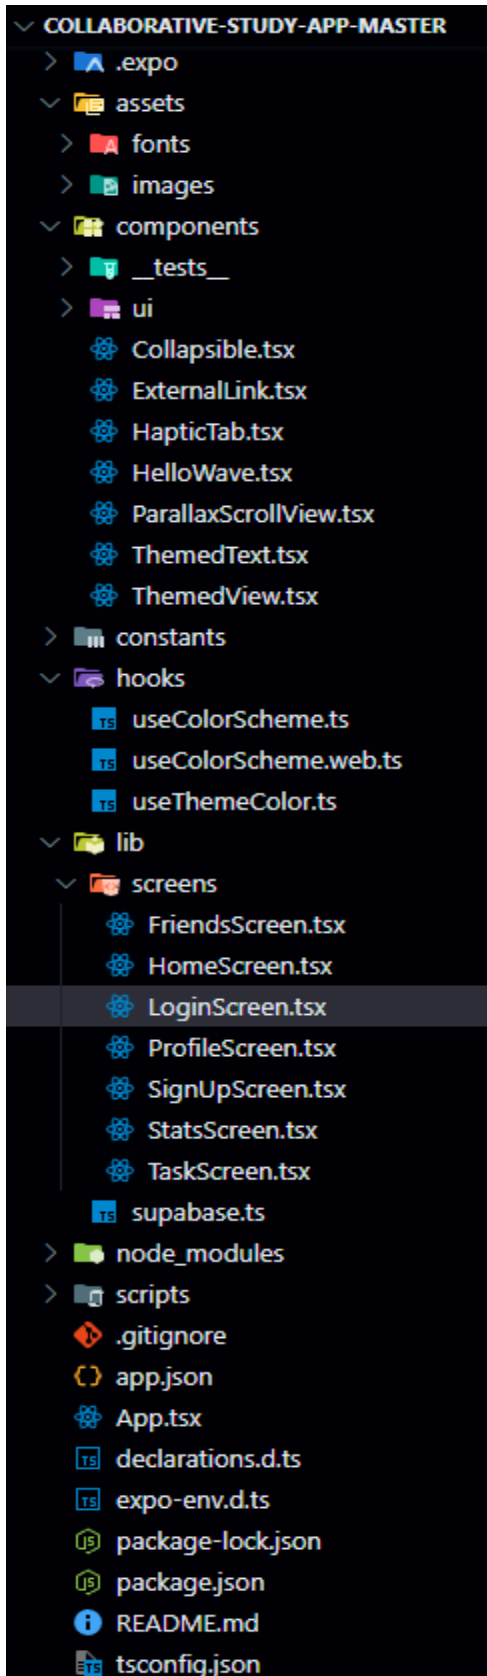 COLLABORATIVE-STUDY-APP-MASTER
.expo
assets
fonts
images
components
__tests__
ui
Collapsible.tsx
ExternalLink.tsx
HapticTab.tsx
HelloWave.tsx
ParallaxScrollView.tsx
ThemedText.tsx
ThemedView.tsx
constants
hooks
useColorScheme.ts
useColorScheme.web.ts
useThemeColor.ts
lib
screens
FriendsScreen.tsx
HomeScreen.tsx
LoginScreen.tsx
ProfileScreen.tsx
SignUpScreen.tsx
StatsScreen.tsx
TaskScreen.tsx
supabase.ts
node_modules
scripts
.gitignore
app.json
App.tsx
declarations.d.ts
expo-env.d.ts
package-lock.json
package.json
README.md
tsconfig.json